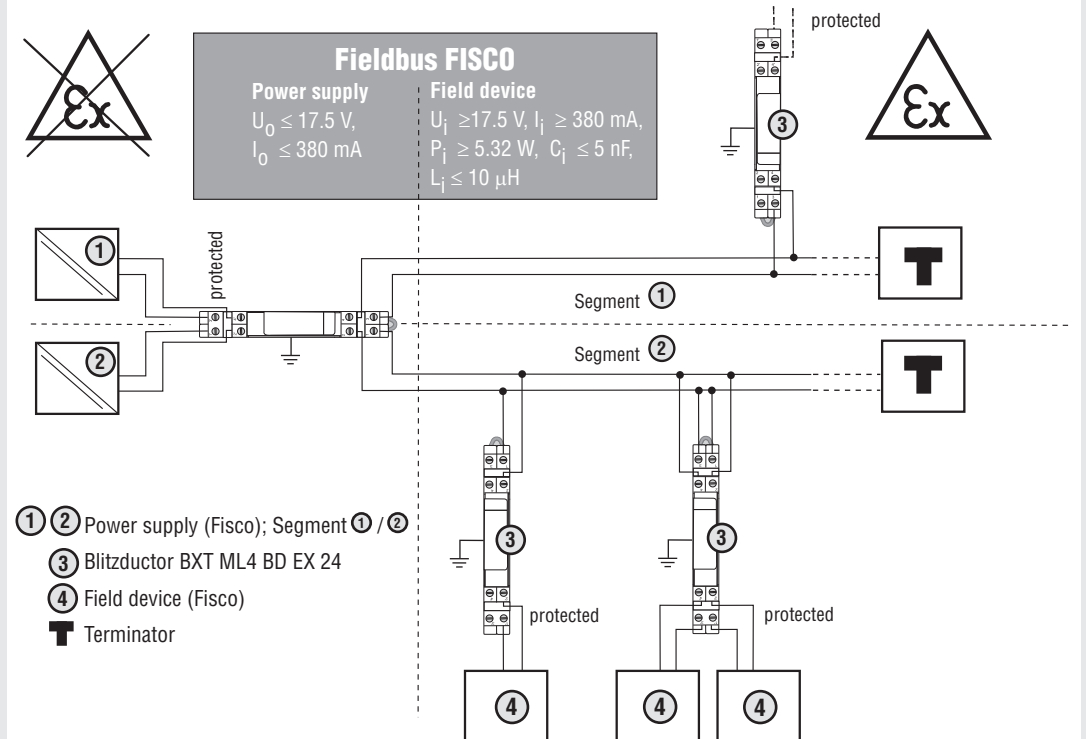 protected
Ex
Fieldbus FISCO
Power supply
U₀ ≤ 17.5 V,
I₀ ≤ 380 mA
Field device
Uᵢ ≥17.5 V, Iᵢ ≥ 380 mA,
Pᵢ ≥ 5.32 W, Cᵢ ≤ 5 nF,
Lᵢ ≤ 10 μH
Ex
3
1
protected
T
Segment 1
2
Segment 2
T
3
3
1 2 Power supply (Fisco); Segment 1 / 2
3 Blitzductor BXT ML4 BD EX 24
4 Field device (Fisco)
T Terminator
protected
protected
4
4
4